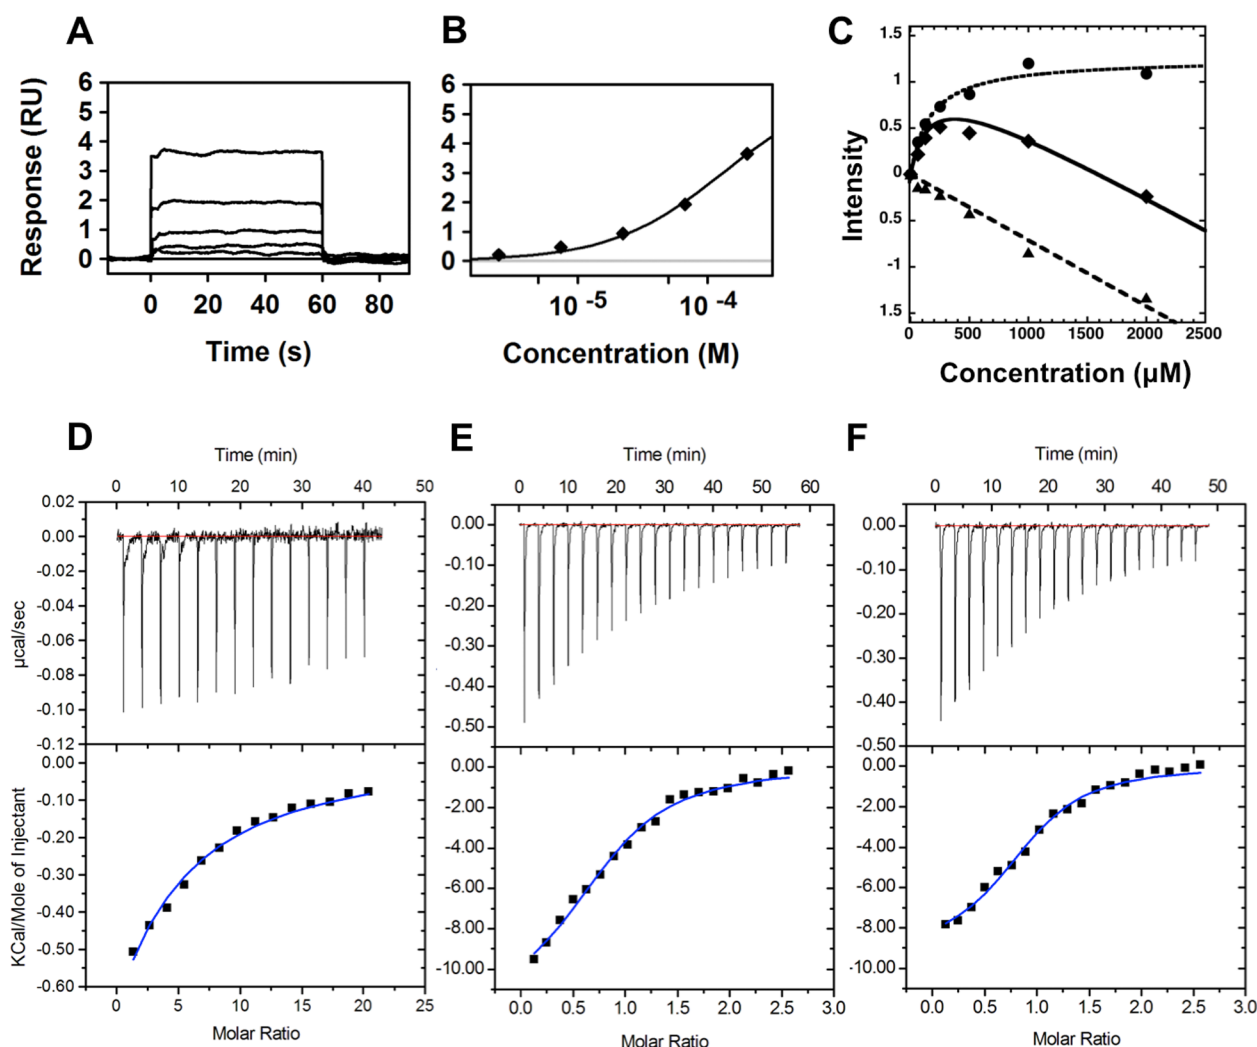 A
B
C
Response (RU)
6
5
4
3
2
1
0
0 20 40 60 80
Time (s)
6
5
4
3
2
1
0
10 -5 10 -4
Concentration (M)
Intensity
1.5
1
0.5
0
0.5
-1
1.5
0 500 1000 1500 2000 2500
Concentration (µM)
D
E
F
Time (min)
0 10 20 30 40 50
µcal/sec
0.02
0.00
-0.02
-0.04
-0.06
-0.08
-0.10
-0.12
KCal/Mole of Injectant
0.00
-0.10
-0.20
-0.30
-0.40
-0.50
-0.60
0 5 10 15 20 25
Molar Ratio
Time (min)
0 10 20 30 40 50 60
0.00
-0.10
-0.20
-0.30
-0.40
-0.50
0.00
-2.00
-4.00
-6.00
-8.00
-10.00
0.0 0.5 1.0 1.5 2.0 2.5 3.0
Molar Ratio
Time (min)
0 10 20 30 40 50
0.00
-0.10
-0.20
-0.30
-0.40
-0.50
0.00
-2.00
-4.00
-6.00
-8.00
-10.00
0.0 0.5 1.0 1.5 2.0 2.5 3.0
Molar Ratio